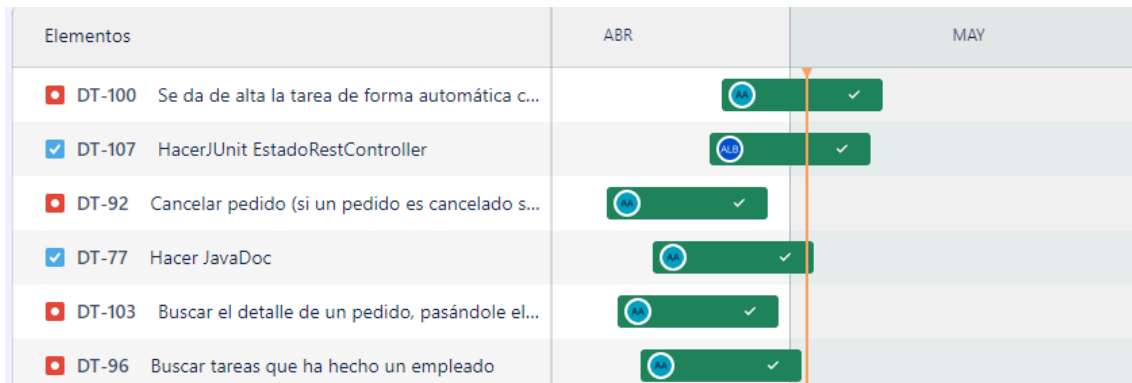 Elementos ABR MAY
DT-100 Se da de alta la tarea de forma automática c... AA
DT-107 HacerJUnit EstadoRestController ALB
DT-92 Cancelar pedido (si un pedido es cancelado s... AA
DT-77 Hacer JavaDoc AA
DT-103 Buscar el detalle de un pedido, pasándole el... AA
DT-96 Buscar tareas que ha hecho un empleado AA